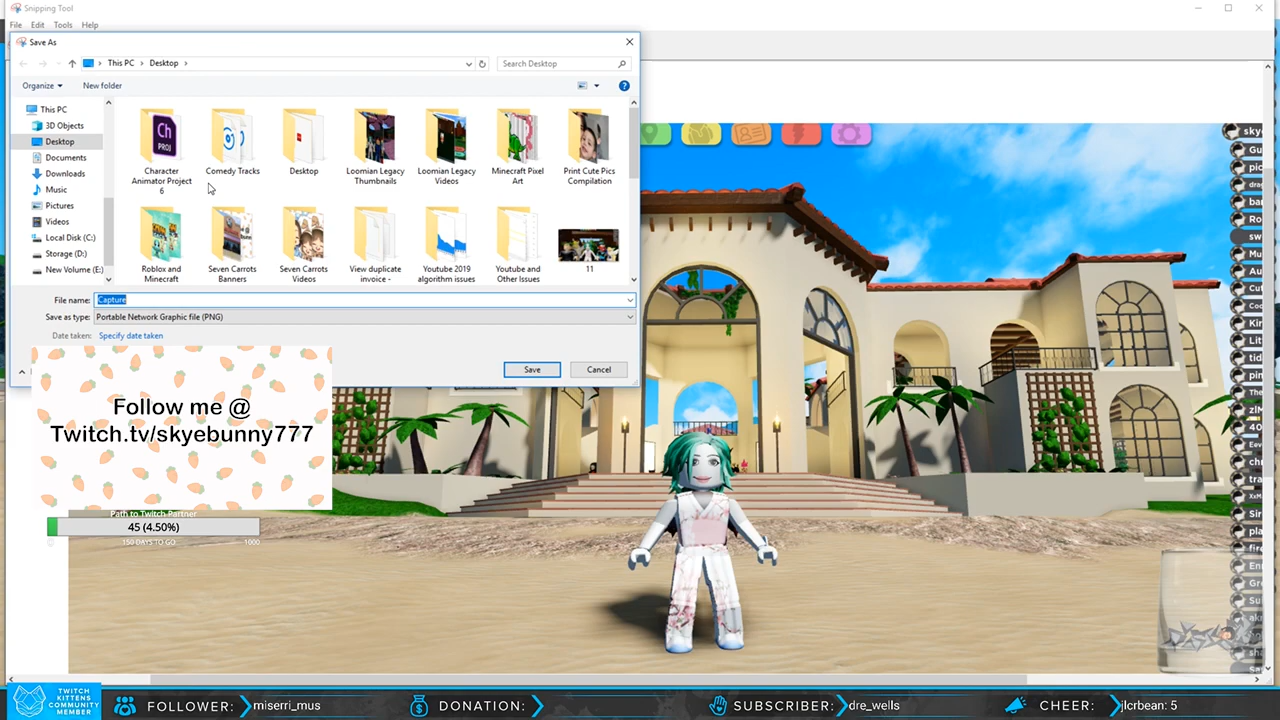 Snipping Tool
File Edit Tools Help
Save As
This PC > Desktop >
Search Desktop
Organize New folder
This PC
3D Objects
Desktop
Documents
Downloads
Music
Pictures
Videos
Local Disk (C:)
Storage (D:)
New Volume (E:)
Character Comedy Tracks Desktop Loomian Legacy Loomian Legacy Minecraft Pixel Print Cute Pics
Animator Project Thumbnails Videos Art Compilation
6
Roblox and Seven Carrots Seven Carrots View duplicate Youtube 2019 Youtube and 11
Minecraft Banners Videos invoice - algorithm issues Other Issues
File name: Capture
Save as type: Portable Network Graphic file (PNG)
Date taken: Specify date taken
Save Cancel
Follow me @
Twitch.tv/skyebunny777
Path to Twitch Partner
45 (4.50%)
150 DAYS TO GO 1000
TWITCH
KITTENS
COMMUNITY
MEMBER
FOLLOWER: miserri_mus
DONATION:
SUBSCRIBER: dre_wells
CHEER: jlorbean: 5